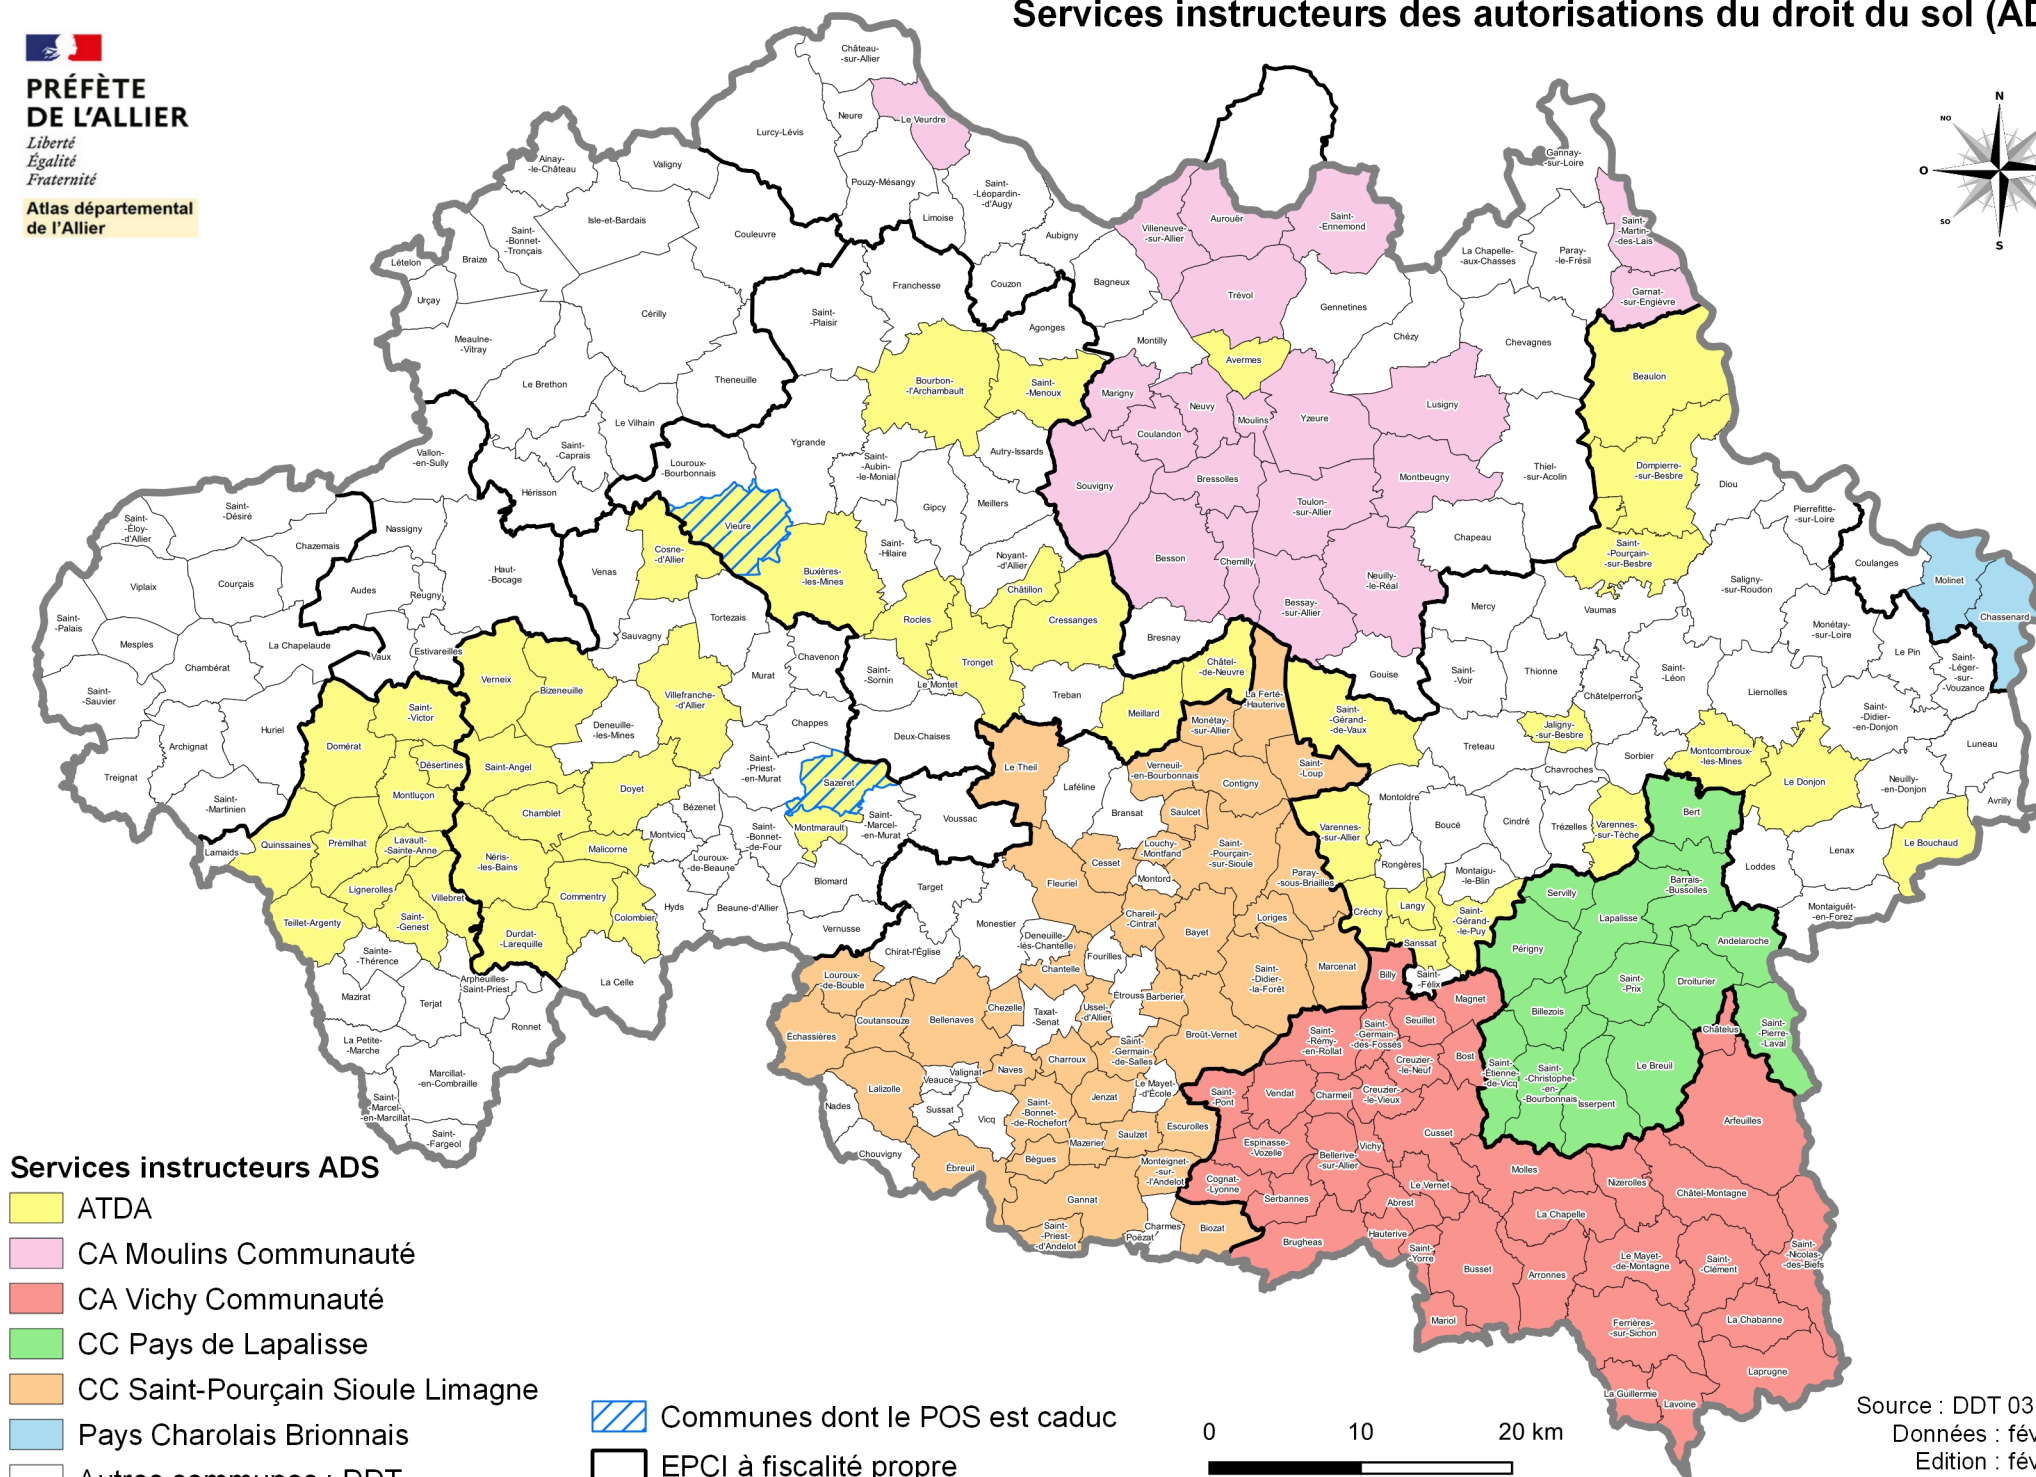 Services instructeurs des autorisations du droit du sol (AD
PRÉFÈTE
DE L'ALLIER
Liberté
Égalité
Fraternité
Atlas départemental
de l'Allier
N
NO
O
SO
S
Château-
-sur-Allier
Neure
Le Veurdre
Lurcy-Lévis
Pouzy-Mésangy
Limoise
Saint-
-Léopardin-
-d'Augy
Aubigny
Ainay-
-le-Château
Valigny
Isle-et-Bardais
Couleuvre
Saint-
-Bonnet-
-Tronçais
Braize
Lételon
Urçay
Meaulne-
-Vitray
Cérilly
Le Brethon
Theneuille
Le Vilhain
Saint-
-Caprais
Hérisson
Vallon-
-en-Sully
Franchesse
Couzon
Saint-
-Plaisir
Agonges
Bagneux
Villeneuve-
-sur-Allier
Aurouër
Saint-
-Ennemond
Trévol
Gennetines
Montilly
Avermes
Chézy
La Chapelle-
-aux-Chasses
Paray-
-le-Frésil
Gannay-
-sur-Loire
Saint-
-Martin-
-des-Lais
Garnat-
-sur-Engièvre
Chevagnes
Beaulon
Bourbon-
-l'Archambault
Saint-
-Menoux
Marigny
Neuvy
Moulins
Yzeure
Lusigny
Coulandon
Souvigny
Bressolles
Montbeugny
Toulon-
-sur-Allier
Thiel-
-sur-Acolin
Dompierre-
-sur-Besbre
Diou
Pierrefitte-
-sur-Loire
Coulanges
Molinet
Chassenard
Saint-
-Pourçain-
-sur-Besbre
Chapeau
Saligny-
-sur-Roudon
Vaumas
Mercy
Monétay-
-sur-Loire
Le Pin
Saint-
-Léger-
-sur-
-Vouzance
Ygrande
Louroux-
-Bourbonnais
Vieure
Saint-
-Aubin-
-le-Monial
Autry-Issards
Gipcy
Meillers
Saint-
-Hilaire
Noyant-
-d'Allier
Châtillon
Cressanges
Buxières-
-les-Mines
Rocles
Tronget
Besson
Chemilly
Bessay-
-sur-Allier
Neuilly-
-le-Réal
Bresnay
Gouise
Cosne-
-d'Allier
Venas
Sauvagny
Tortezais
Chavenon
Saint-
-Sornin
Le Montet
Treban
Meillard
Châtel-
-de-Neuvre
La Ferté-
-Hauterive
Saint-
-Gérand-
-de-Vaux
Saint-
-Voir
Thionne
Châtelperron
Saint-
-Léon
Liernolles
Saint-
-Didier-
-en-Donjon
Luneau
Saint-
-Éloy-
-d'Allier
Saint-
-Désiré
Chazemais
Nassigny
Viplaix
Courçais
Audes
Reugny
Haut-
-Bocage
Saint-
-Palais
Mesples
Chambérat
La Chapelaude
Vaux
Estivareilles
Saint-
-Sauvier
Verneix
Bizeneuille
Villefranche-
-d'Allier
Murat
Chappes
Deux-Chaises
Huriel
Archignat
Treignat
Saint-
-Martinien
Domérat
Saint-
-Victor
Désertines
Saint-Angel
Deneuille-
-les-Mines
Doyet
Saint-
-Priest-
-en-Murat
Sazeret
Montluçon
Chamblet
Bézenet
Montmarault
Saint-
-Marcel-
-en-Murat
Voussac
Lamaids
Quinssaines
Prémilhat
Lavault-
-Sainte-Anne
Néris-
-les-Bains
Malicorne
Montvicq
Louroux-
-de-Beaune
Saint-
-Bonnet-
-de-Four
Blomard
Target
Lignerolles
Villebret
Commentry
Colombier
Hyds
Beaune-d'Allier
Vernusse
Teillet-Argenty
Saint-
-Genest
Durdat-
-Larequille
La Celle
Sainte-
-Thérence
Mazirat
Terjat
Arpheuilles-
-Saint-Priest
Ronnet
La Petite-
-Marche
Marcillat-
-en-Combraille
Saint-
-Marcel-
-en-Marcillat
Saint-
-Fargeol
Le Theil
Laféline
Bransat
Verneuil-
-en-Bourbonnais
Monétay-
-sur-Allier
Contigny
Saint-
-Loup
Saulcet
Louchy-
-Montfand
Montord
Cesset
Fleuriel
Saint-
-Pourçain-
-sur-Sioule
Paray-
-sous-Briailles
Chareil-
-Cintrat
Bayet
Loriges
Marcenat
Saint-
-Didier-
-la-Forêt
Monestier
Deneuille-
-lès-Chantelle
Chantelle
Fourilles
Chirat-l'Église
Louroux-
-de-Bouble
Échassières
Coutansouze
Bellenaves
Chezelle
Taxat-
-Senat
Ussel-
-d'Allier
Étroussat
Barberier
Broût-Vernet
Saint-
-Germain-
-de-Salles
Charroux
Naves
Valignat
Veauce
Lalizolle
Nades
Sussat
Vicq
Saint-
-Bonnet-
-de-Rochefort
Jenzat
Le Mayet-
-d'École
Escurolles
Saulzet
Mazerier
Bègues
Chouvigny
Ébreuil
Monteignet-
-sur-
-l'Andelot
Gannat
Saint-
-Priest-
-d'Andelot
Charmes
Poëzat
Biozat
Treteau
Jaligny-
-sur-Besbre
Sorbier
Chavroches
Montcombroux-
-les-Mines
Le Donjon
Neuilly-
-en-Donjon
Avrilly
Le Bouchaud
Lenax
Loddes
Montaiguët-
-en-Forez
Montoldre
Boucé
Cindré
Trézelles
Varennes-
-sur-Tèche
Varennes-
-sur-Allier
Rongères
Montaigu-
-le-Blin
Créchy
Langy
Saint-
-Gérand-
-le-Puy
Sanssat
Saint-
-Félix
Billy
Magnet
Bert
Servilly
Barrais-
-Bussolles
Lapalisse
Périgny
Andelaroche
Saint-
-Prix
Droiturier
Billezois
Saint-
-Étienne-
-de-Vicq
Saint-
-Christophe-
-en-
-Bourbonnais
Isserpent
Le Breuil
Châtelus
Saint-
-Pierre-
-Laval
Saint-
-Rémy-
-en-Rollat
Saint-
-Germain-
-des-Fossés
Seuillet
Creuzier-
-le-Neuf
Bost
Saint-
-Pont
Vendat
Charmeil
Creuzier-
-le-Vieux
Cusset
Vichy
Espinasse-
-Vozelle
Bellerive-
-sur-Allier
Cognat-
-Lyonne
Serbannes
Le Vernet
Abrest
Brugheas
Hauterive
Saint-
-Yorre
Busset
Mariol
Molles
La Chapelle
Arronnes
Nizerolles
Arfeuilles
Châtel-Montagne
Le Mayet-
-de-Montagne
Saint-
-Clément
Saint-
-Nicolas-
-des-Biefs
Ferrières-
-sur-Sichon
La Chabanne
Laprugne
La Guillermie
Lavoine
Services instructeurs ADS
ATDA
CA Moulins Communauté
CA Vichy Communauté
CC Pays de Lapalisse
CC Saint-Pourçain Sioule Limagne
Pays Charolais Brionnais
Autres communes : DDT
Communes dont le POS est caduc
EPCI à fiscalité propre
0 10 20 km
Source : DDT 03
Données : fév
Edition : fév